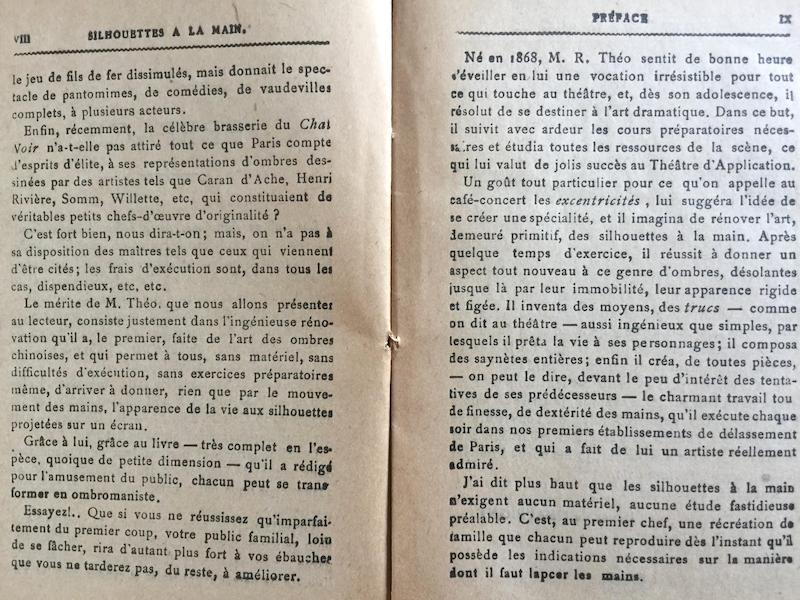 VIII SILHOUETTES A LA MAIN.
le jeu de fils de fer dissimulés, mais donnait le spec-
tacle de pantomimes, de comédies, de vaudevilles
complets, à plusieurs acteurs.
Enfin, récemment, la célèbre brasserie du Chat
Noir n'a-t-elle pas attiré tout ce que Paris compte
d'esprits d'élite, à ses représentations d'ombres des-
sinées par des artistes tels que Caran d'Ache, Henri
Rivière, Somm, Willette, etc, qui constituaient de
véritables petits chefs-d'œuvre d'originalité ?
C'est fort bien, nous dira-t-on ; mais, on n'a pas à
sa disposition des maîtres tels que ceux qui viennent
d'être cités ; les frais d'exécution sont, dans tous les
cas, dispendieux, etc, etc.
Le mérite de M. Théo. que nous allons présenter
au lecteur, consiste justement dans l'ingénieuse réno-
vation qu'il a, le premier, faite de l'art des ombres
chinoises, et qui permet à tous, sans matériel, sans
difficultés d'exécution, sans exercices préparatoires
même, d'arriver à donner, rien que par le mouve-
ment des mains, l'apparence de la vie aux silhouettes
projetées sur un écran.
Grâce à lui, grâce au livre — très complet en l'es-
pèce, quoique de petite dimension — qu'il a rédigé
pour l'amusement du public, chacun peut se trans
former en ombromaniste.
Essayez!.. Que si vous ne réussissez qu'imparfai-
tement du premier coup, votre public familial, loin
de se fâcher, rira d'autant plus fort à vos ébauches
que vous ne tarderez pas, du reste, à améliorer.
PRÉFACE IX
Né en 1868, M. R. Théo sentit de bonne heure
s'éveiller en lui une vocation irrésistible pour tout
ce qui touche au théâtre, et, dès son adolescence, il
résolut de se destiner à l'art dramatique. Dans ce but,
il suivit avec ardeur les cours préparatoires néces-
saires et étudia toutes les ressources de la scène, ce
qui lui valut de jolis succès au Théâtre d'Application.
Un goût tout particulier pour ce qu'on appelle au
café-concert les excentricités , lui suggéra l'idée de
se créer une spécialité, et il imagina de rénover l'art,
demeuré primitif, des silhouettes à la main. Après
quelque temps d'exercice, il réussit à donner un
aspect tout nouveau à ce genre d'ombres, désolantes
jusque là par leur immobilité, leur apparence rigide
et figée. Il inventa des moyens, des trucs — comme
on dit au théâtre — aussi ingénieux que simples, par
lesquels il prêta la vie à ses personnages ; il composa
des saynètes entières ; enfin il créa, de toutes pièces,
— on peut le dire, devant le peu d'intérêt des tenta-
tives de ses prédécesseurs — le charmant travail tou
de finesse, de dextérité des mains, qu'il exécute chaque
soir dans nos premiers établissements de délassement
de Paris, et qui a fait de lui un artiste réellement
admiré.
J'ai dit plus haut que les silhouettes à la main
n'exigent aucun matériel, aucune étude fastidieuse
préalable. C'est, au premier chef, une récréation de
famille que chacun peut reproduire dès l'instant qu'il
possède les indications nécessaires sur la manière
dont il faut lapcer les mains.